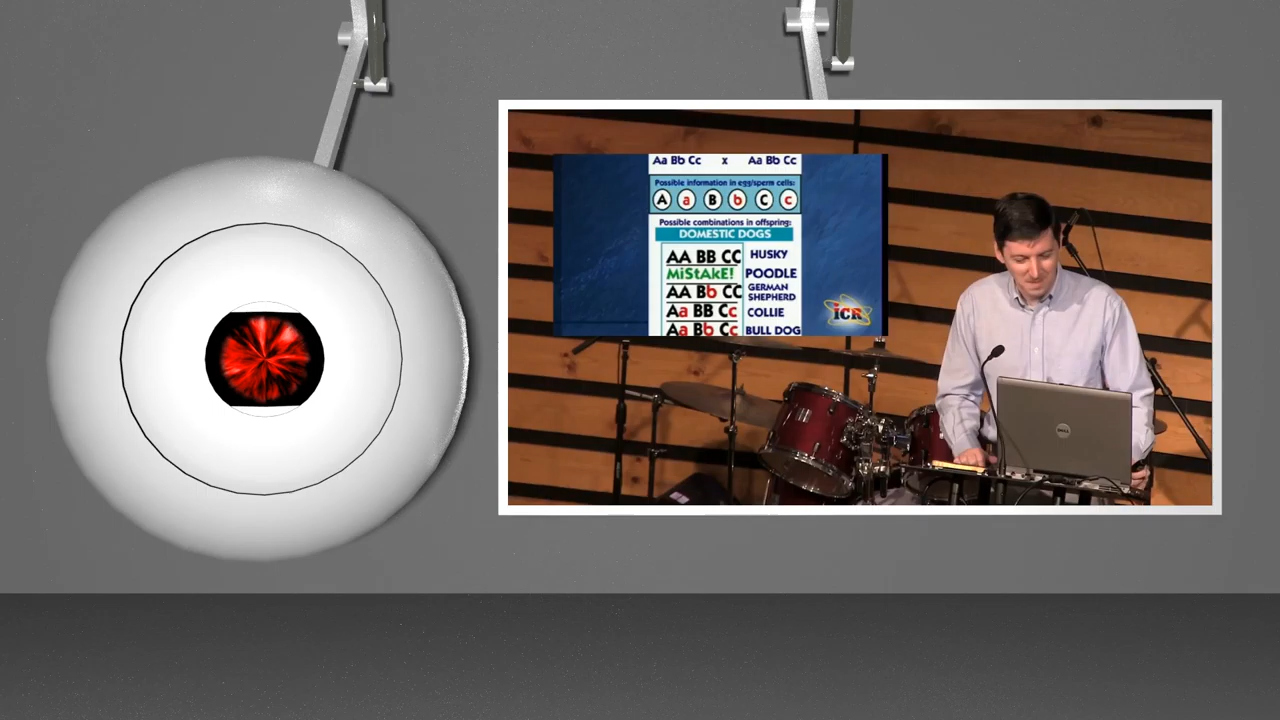 Aa Bb Cc x Aa Bb Cc
Possible information in egg/sperm cells:
A a B b C c
Possible combinations in offspring:
DOMESTIC DOGS
AA BB CC HUSKY
MiStAkE! POODLE
AA Bb CC GERMAN SHEPHERD
Aa BB Cc COLLIE
Aa Bb Cc BULL DOG
ICR
DELL